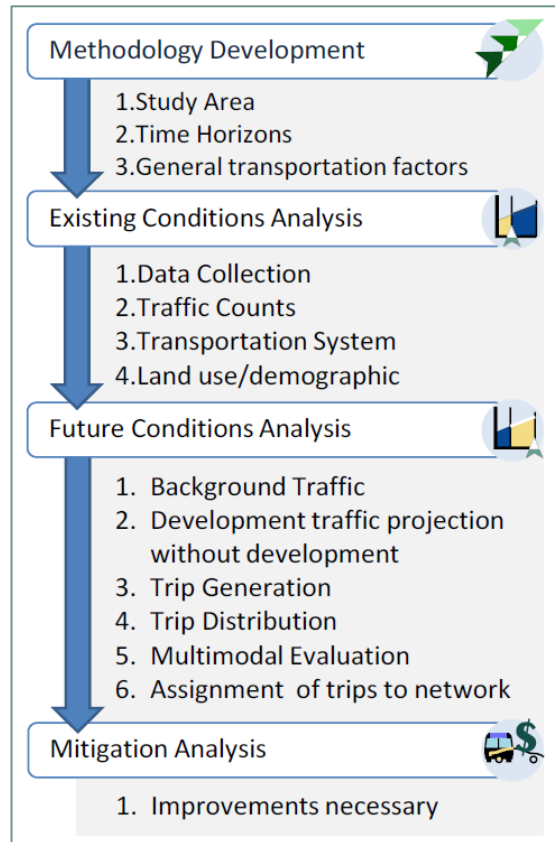 Methodology Development
1.Study Area
2.Time Horizons
3.General transportation factors
Existing Conditions Analysis
1.Data Collection
2.Traffic Counts
3.Transportation System
4.Land use/demographic
Future Conditions Analysis
1. Background Traffic
2. Development traffic projection
without development
3. Trip Generation
4. Trip Distribution
5. Multimodal Evaluation
6. Assignment of trips to network
Mitigation Analysis
$
1. Improvements necessary